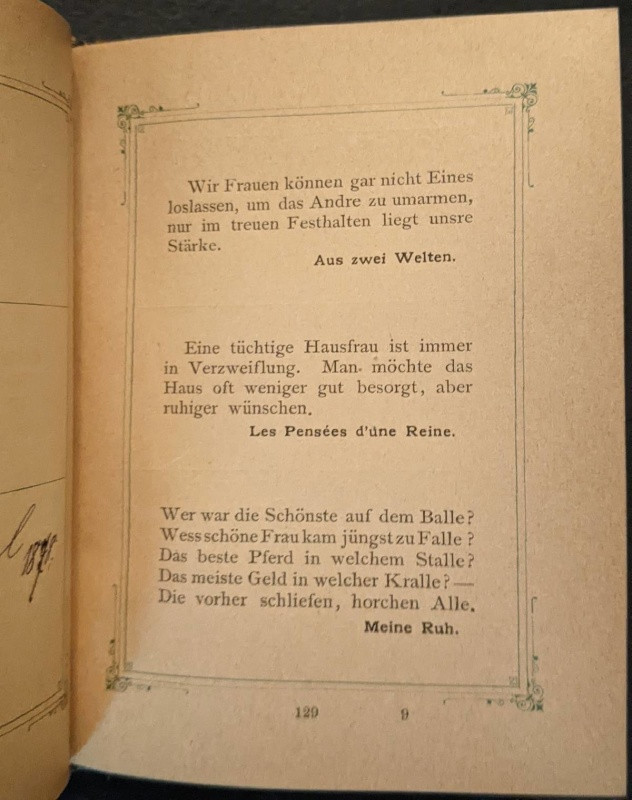 Wir Frauen können gar nicht Eines
loslassen, um das Andre zu umarmen,
nur im treuen Festhalten liegt unsre
Stärke.
Aus zwei Welten.
Eine tüchtige Hausfrau ist immer
in Verzweiflung. Man möchte das
Haus oft weniger gut besorgt, aber
ruhiger wünschen.
Les Pensées d'une Reine.
Wer war die Schönste auf dem Balle?
Wess schöne Frau kam jüngst zu Falle?
Das beste Pferd in welchem Stalle?
Das meiste Geld in welcher Kralle? —
Die vorher schliefen, horchen Alle.
Meine Ruh.
129 9